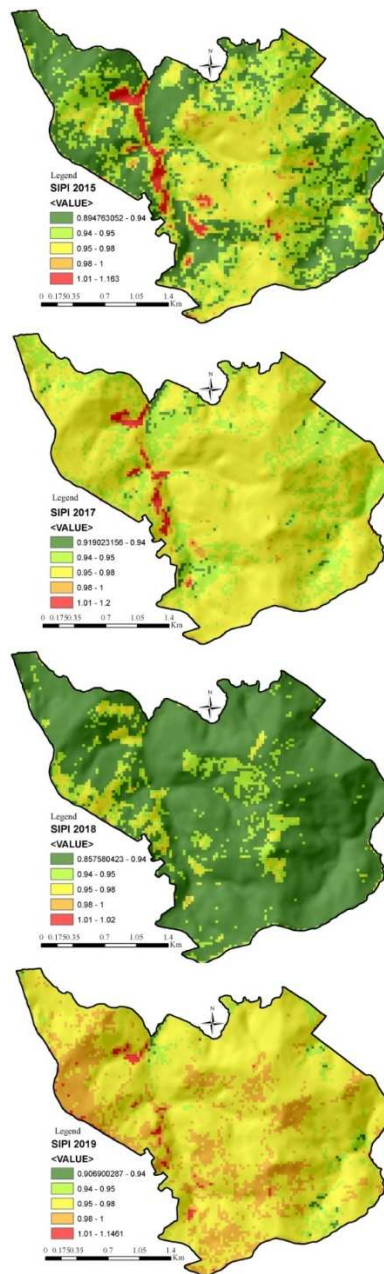 N
Legend
SIPI 2015
<VALUE>
0.894763052 - 0.94
0.94 - 0.95
0.95 - 0.98
0.98 - 1
1.01 - 1.163
0 0.1750.35 0.7 1.05 1.4
Km
N
Legend
SIPI 2017
<VALUE>
0.919023156 - 0.94
0.94 - 0.95
0.95 - 0.98
0.98 - 1
1.01 - 1.2
0 0.1750.35 0.7 1.05 1.4
Km
N
Legend
SIPI 2018
<VALUE>
0.857580423 - 0.94
0.94 - 0.95
0.95 - 0.98
0.98 - 1
1.01 - 1.02
0 0.1750.35 0.7 1.05 1.4
Km
N
Legend
SIPI 2019
<VALUE>
0.906900287 - 0.94
0.94 - 0.95
0.95 - 0.98
0.98 - 1
1.01 - 1.1461
0 0.1750.35 0.7 1.05 1.4
Km